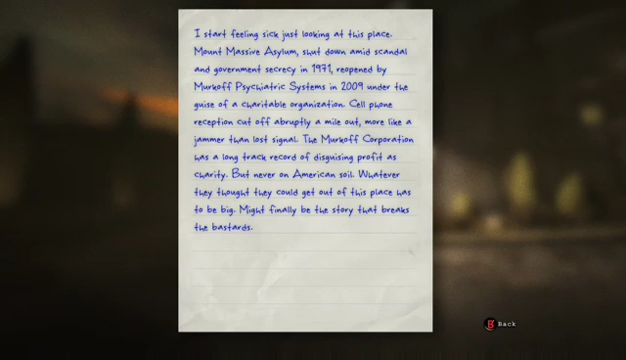 I start feeling sick just looking at this place.
Mount Massive Asylum, shut down amid scandal
and government secrecy in 1971, reopened by
Murkoff Psychiatric Systems in 2009 under the
guise of a charitable organization. Cell phone
reception cut off abruptly a mile out, more like a
jammer than lost signal. The Murkoff Corporation
has a long track record of disguising profit as
charity. But never on American soil. Whatever
they thought they could get out of this place has
to be big. Might finally be the story that breaks
the bastards.
B Back